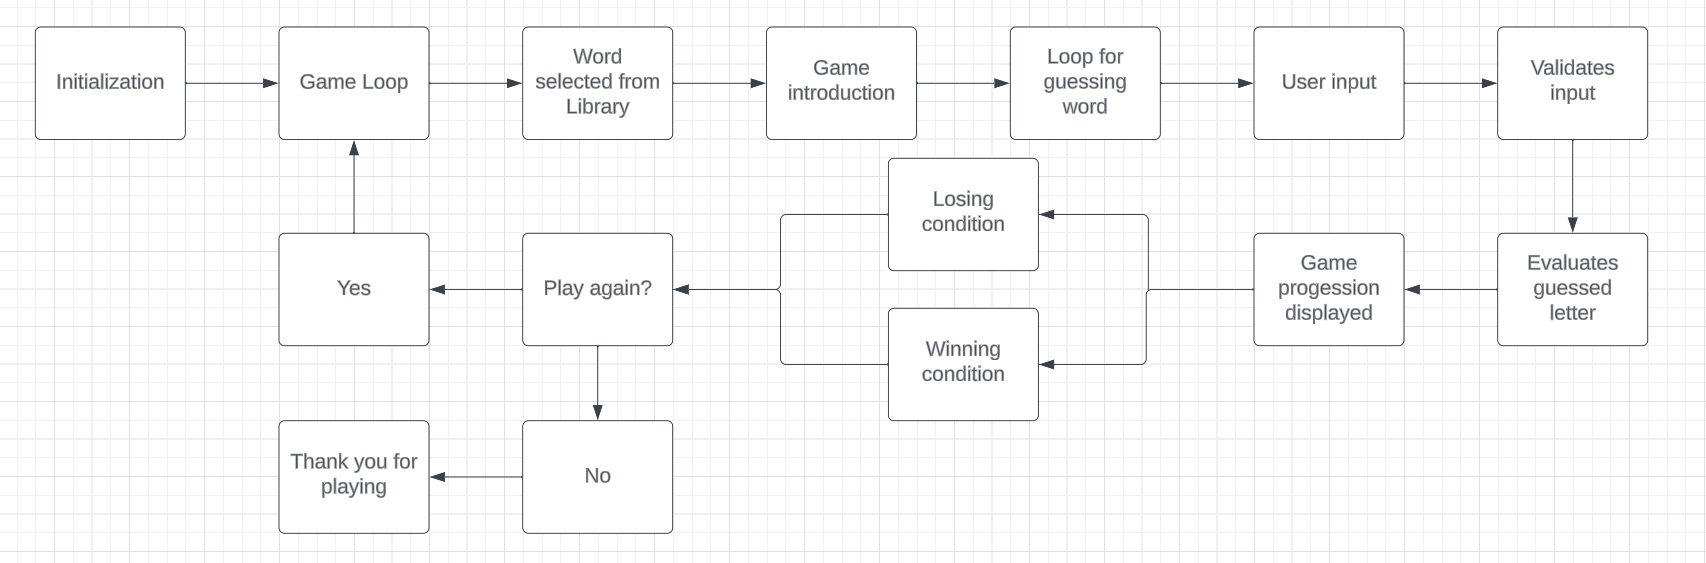 Initialization
Game Loop
Word
selected from
Library
Game
introduction
Loop for
guessing
word
User input
Validates
input
Losing
condition
Yes
Play again?
Game
progession
displayed
Evaluates
guessed
letter
Winning
condition
Thank you for
playing
No